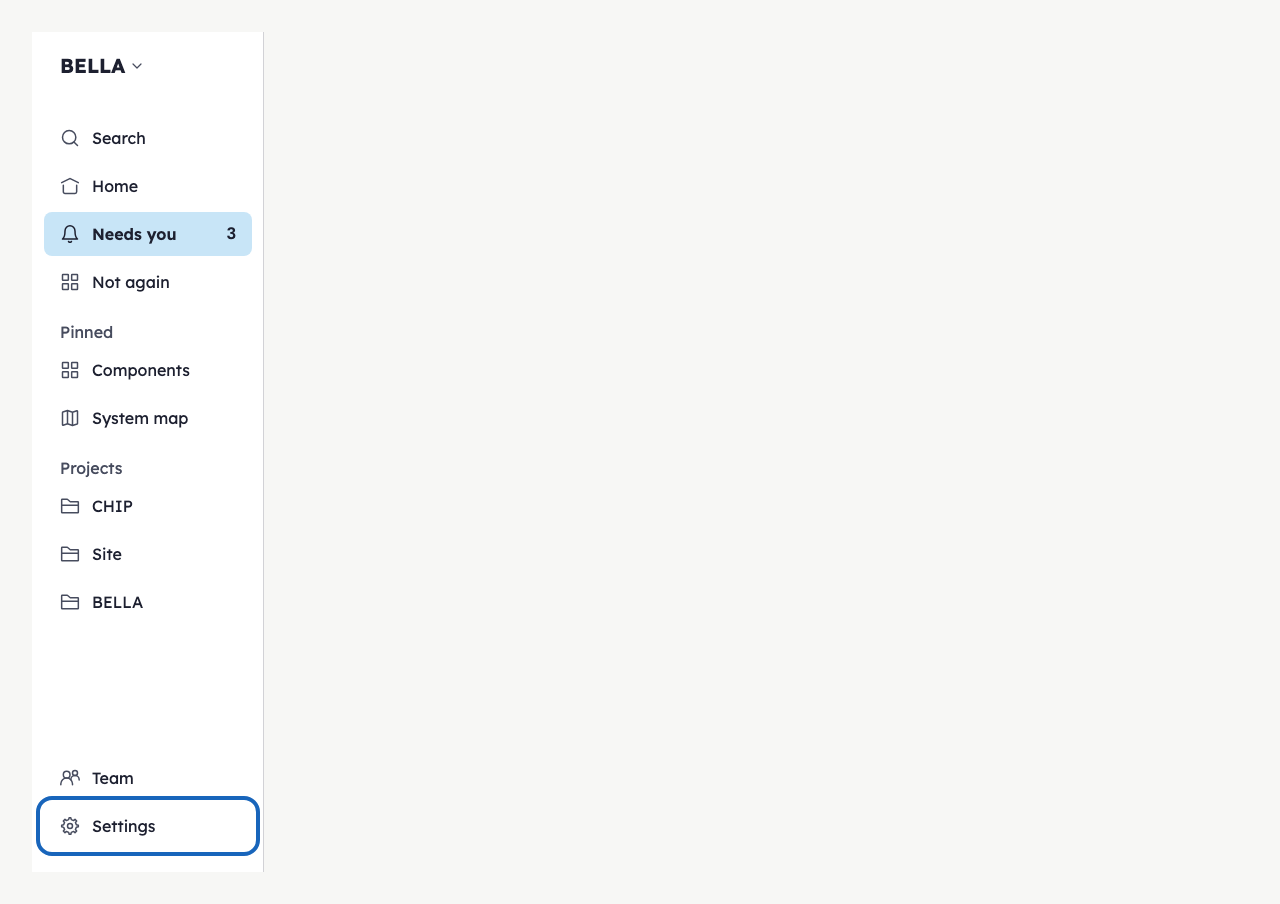 BELLA
Search
Home
Needs you 3
Not again
Pinned
Components
System map
Projects
CHIP
Site
BELLA
Team
Settings